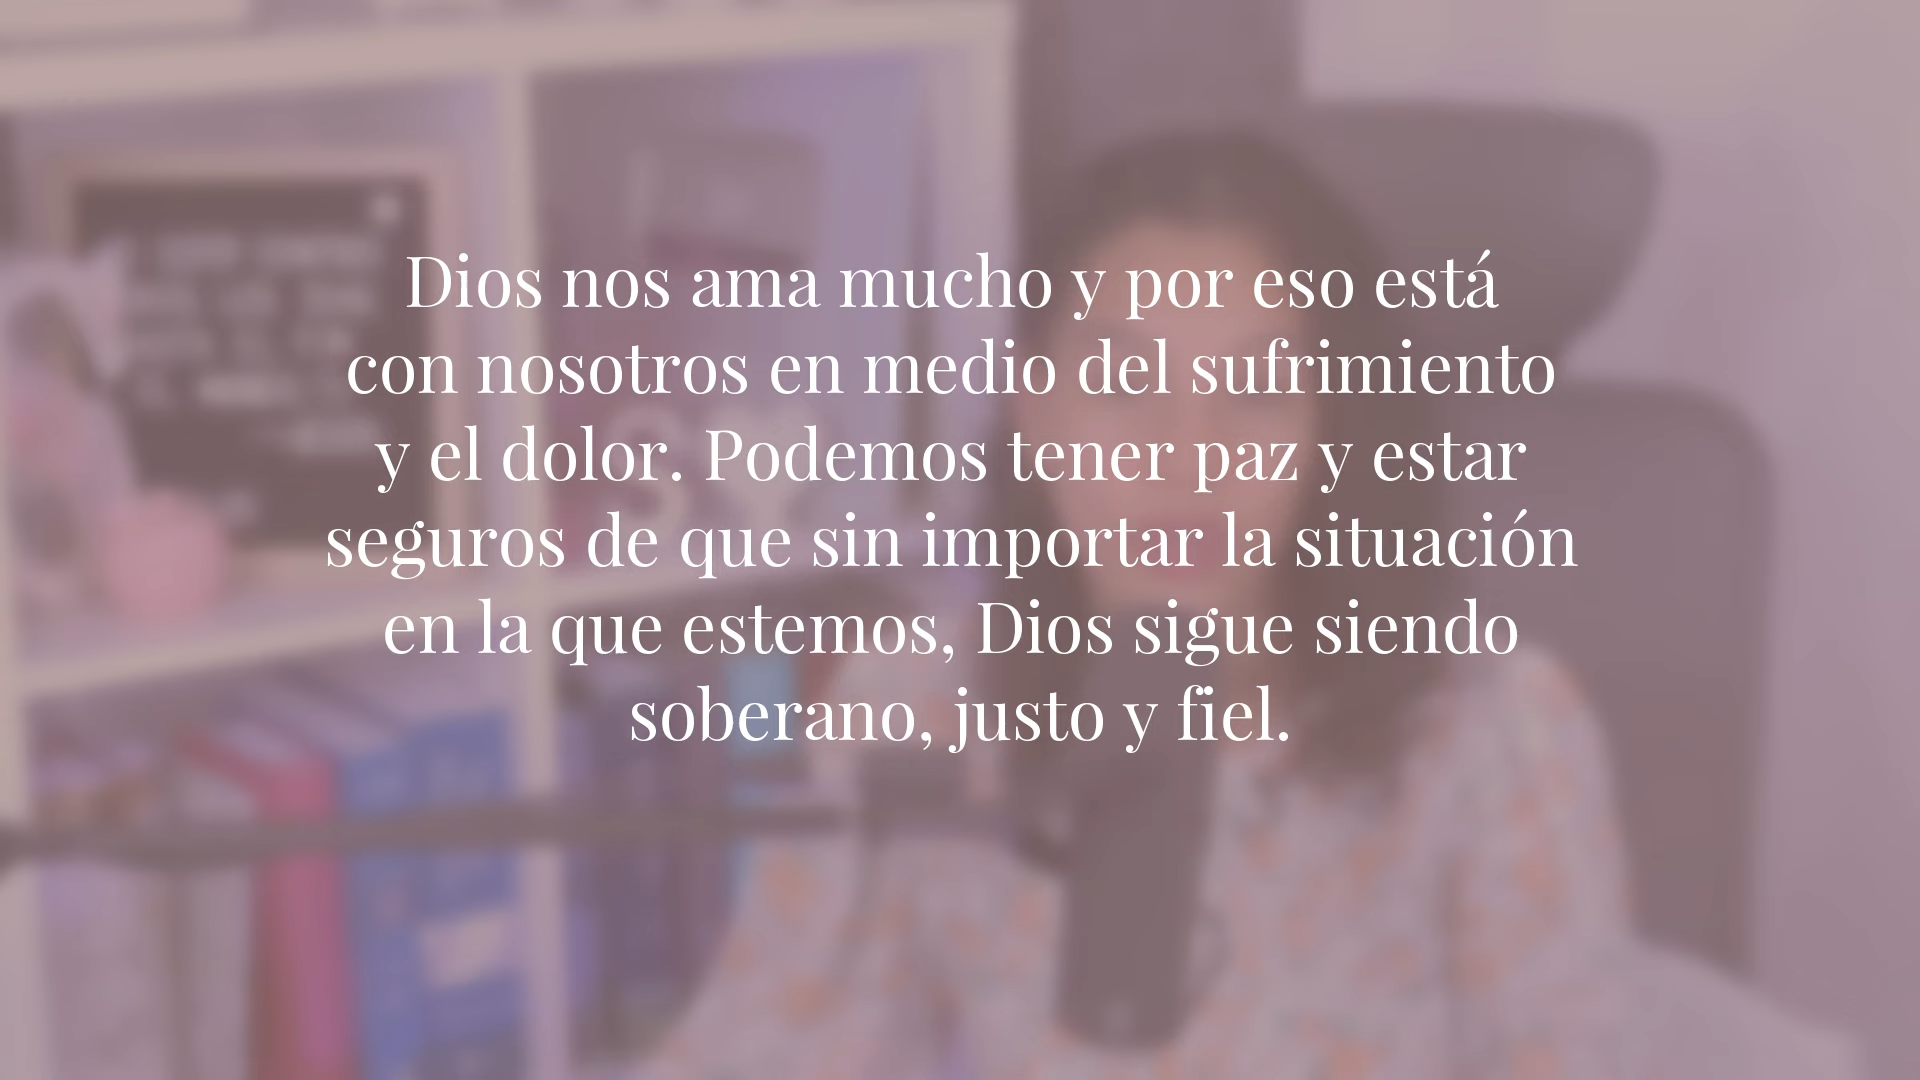 Dios nos ama mucho y por eso está
con nosotros en medio del sufrimiento
y el dolor. Podemos tener paz y estar
seguros de que sin importar la situación
en la que estemos, Dios sigue siendo
soberano, justo y fiel.